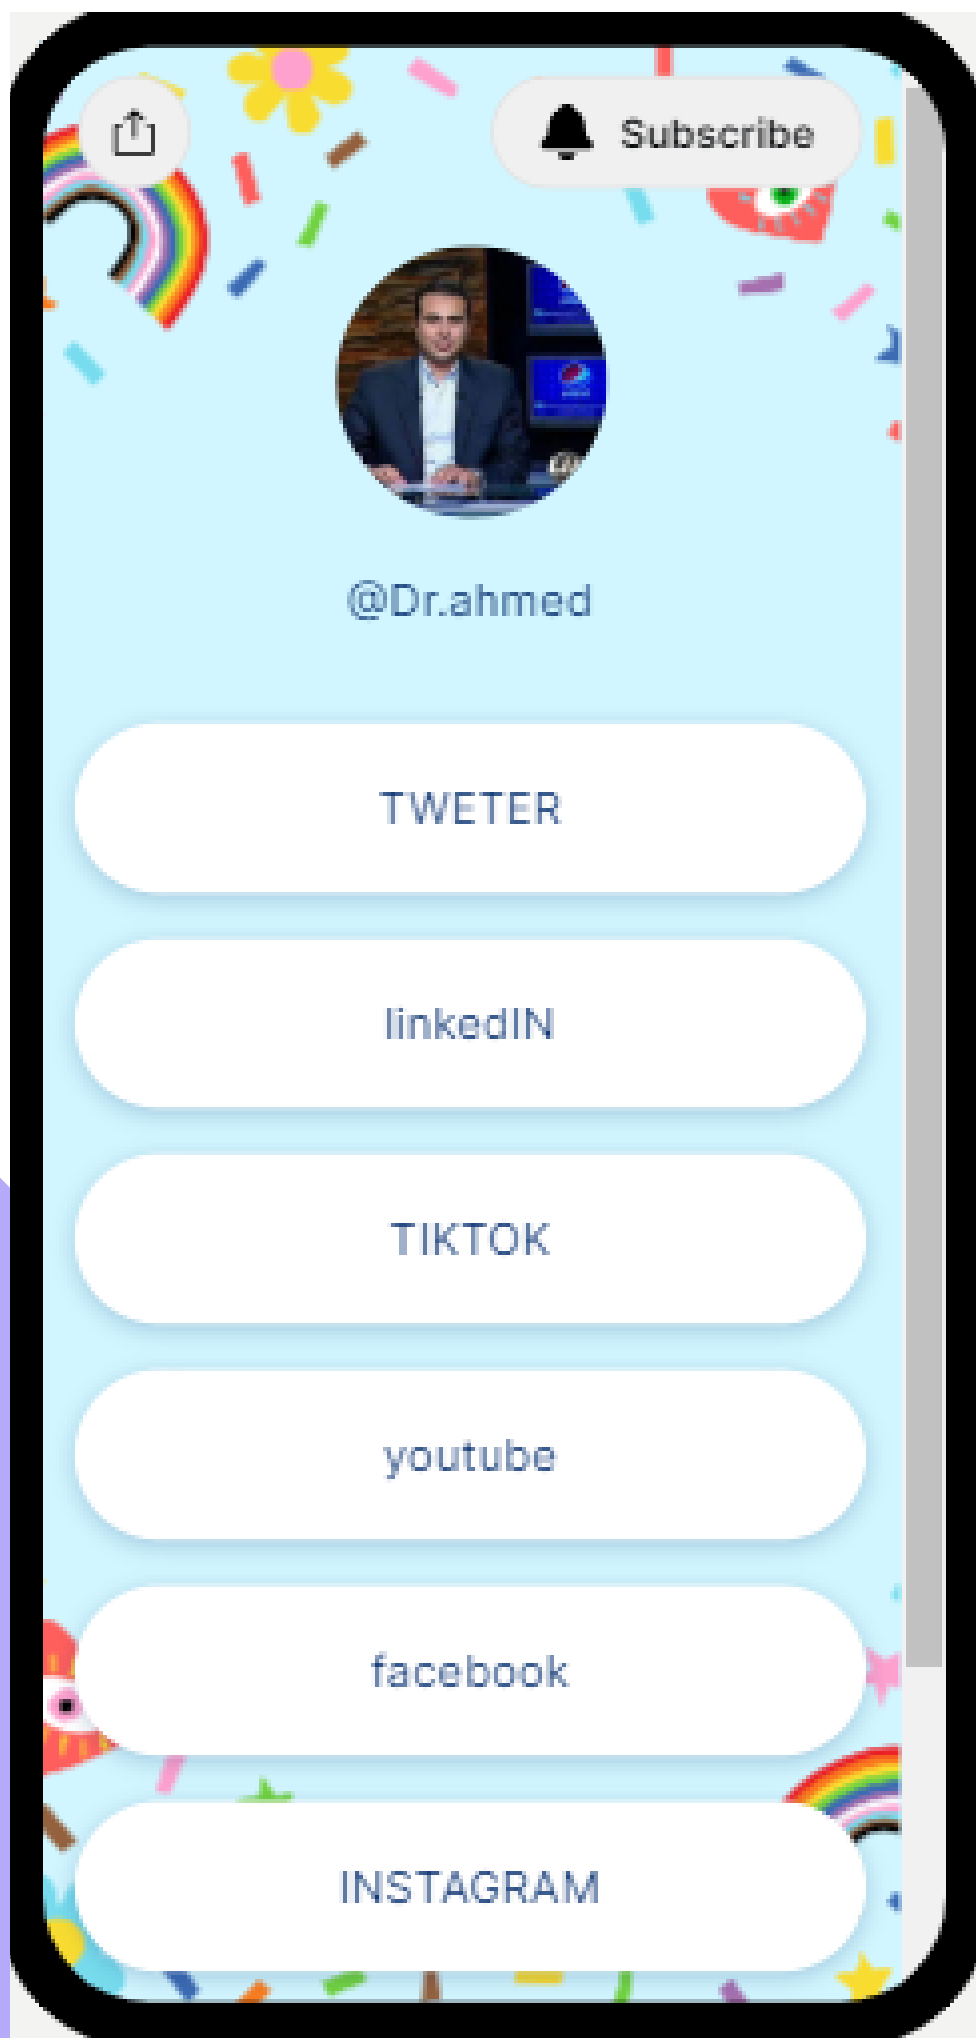 Subscribe
@Dr.ahmed
TWETER
linkedIN
TIKTOK
youtube
facebook
INSTAGRAM